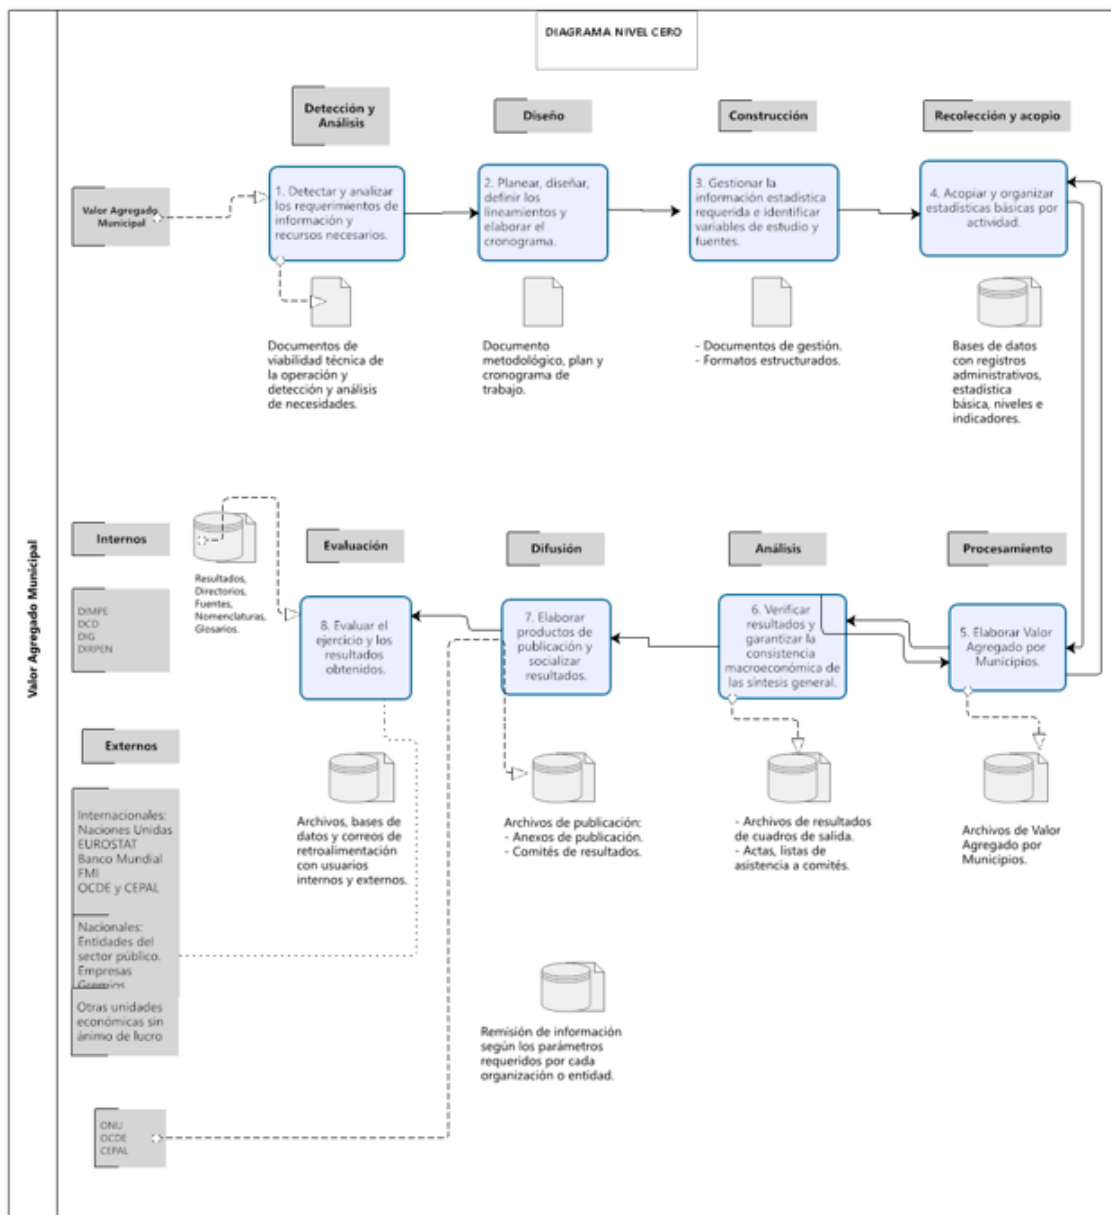 DIAGRAMA NIVEL CERO
Valor Agregado Municipal
Detección y
Análisis
Diseño
Construcción
Recolección y acopio
Valor Agregado
Municipal
1. Detectar y analizar
los requerimientos de
información y
recursos necesarios.
2. Planear, diseñar,
definir los
lineamientos y
elaborar el
cronograma.
3. Gestionar la
información estadística
requerida e identificar
variables de estudio y
fuentes.
4. Acopiar y organizar
estadísticas básicas por
actividad.
Documentos de
viabilidad técnica de
la operación y
detección y análisis
de necesidades.
Documento
metodológico, plan y
cronograma de
trabajo.
- Documentos de gestión.
- Formatos estructurados.
Bases de datos
con registros
administrativos,
estadística
básica, niveles e
indicadores.
Internos
Evaluación
Difusión
Análisis
Procesamiento
DIMPE
DCD
DIG
DIRPEN
Resultados,
Directorios,
Fuentes,
Nomenclaturas,
Glosarios.
8. Evaluar el
ejercicio y los
resultados
obtenidos.
7. Elaborar
productos de
publicación y
socializar
resultados.
6. Verificar
resultados y
garantizar la
consistencia
macroeconómica de
las síntesis general.
5. Elaborar Valor
Agregado por
Municipios.
Externos
Internacionales:
Naciones Unidas
EUROSTAT
Banco Mundial
FMI
OCDE y CEPAL
Nacionales:
Entidades del
sector público.
Empresas
Gremios
Otras unidades
económicas sin
ánimo de lucro
Archivos, bases de
datos y correos de
retroalimentación
con usuarios
internos y externos.
Archivos de publicación:
- Anexos de publicación.
- Comités de resultados.
- Archivos de resultados
de cuadros de salida.
- Actas, listas de
asistencia a comités.
Archivos de Valor
Agregado por
Municipios.
Remisión de información
según los parámetros
requeridos por cada
organización o entidad.
ONU
OCDE
CEPAL